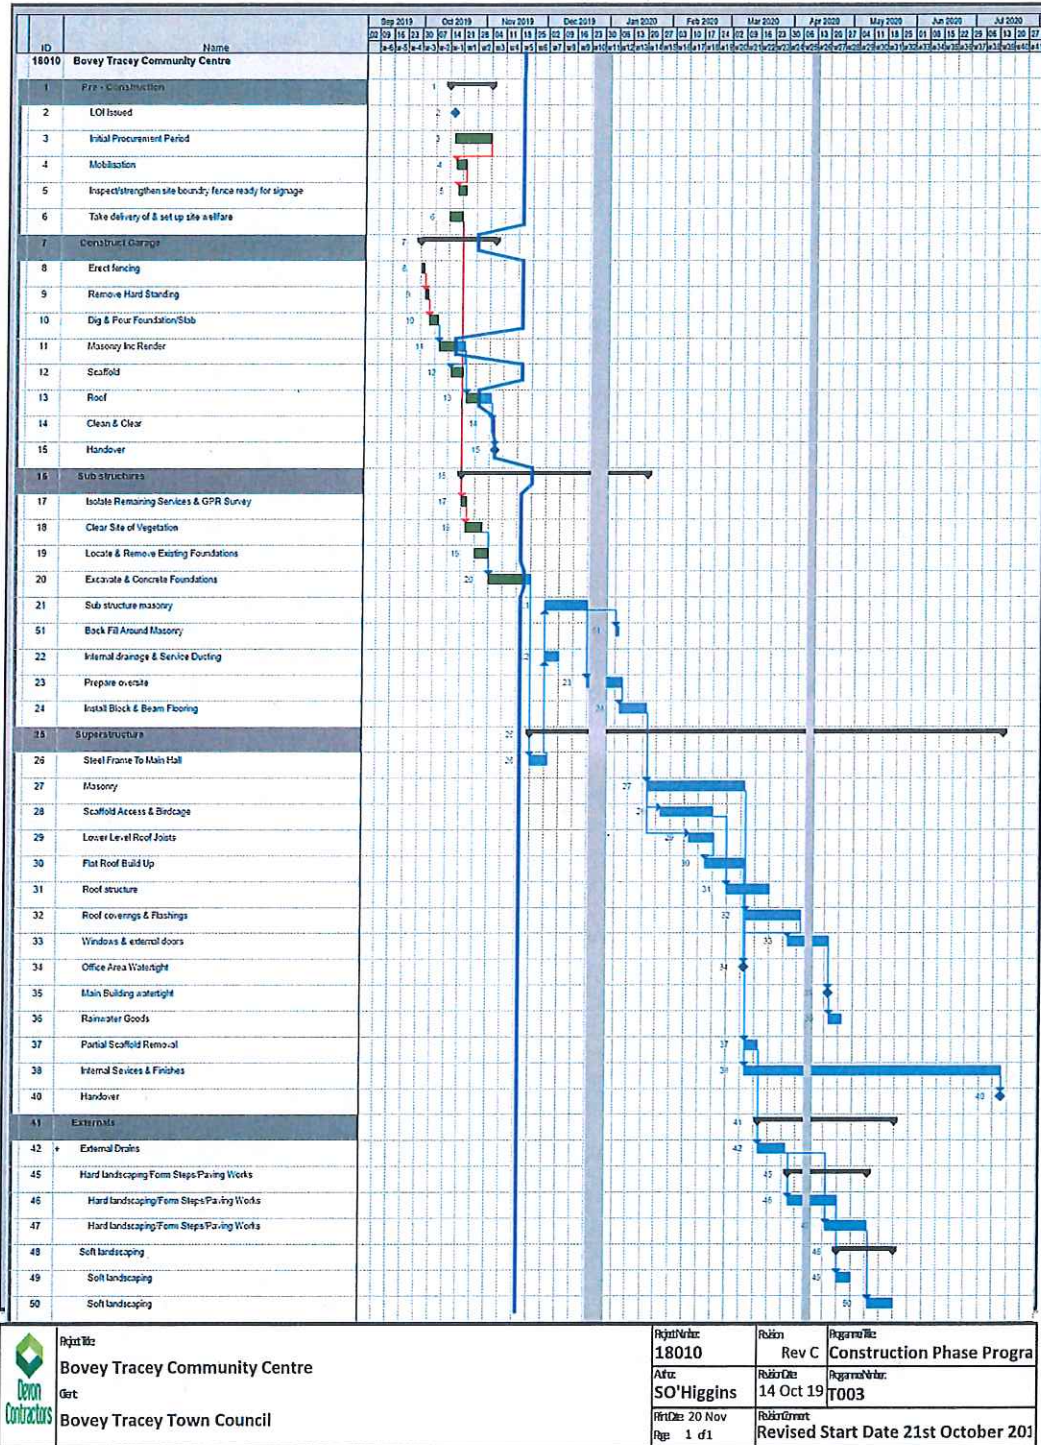 Sep 2019 Oct 2019 Nov 2019 Dec 2019 Jan 2020 Feb 2020 Mar 2020 Apr 2020 May 2020 Jun 2020 Jul 2020
ID Name
18010 Bovey Tracey Community Centre
1 Pre - Construction
2 LOI Issued
3 Initial Procurement Period
4 Mobilisation
5 Inspect/strengthen site boundry fence ready for signage
6 Take delivery of & set up site welfare
7 Construct Garage
8 Erect fencing
9 Remove Hard Standing
10 Dig & Pour Foundation/Slab
11 Masonry Inc Render
12 Scaffold
13 Roof
14 Clean & Clear
15 Handover
16 Sub structures
17 Isolate Remaining Services & GPR Survey
18 Clear Site of Vegetation
19 Locate & Remove Existing Foundations
20 Excavate & Concrete Foundations
21 Sub structure masonry
51 Back Fill Around Masonry
22 Internal drainage & Service Ducting
23 Prepare oversite
24 Install Block & Beam Flooring
25 Superstructure
26 Steel Frame To Main Hall
27 Masonry
28 Scaffold Access & Birdcage
29 Lower Level Roof Joists
30 Flat Roof Build Up
31 Roof structure
32 Roof coverings & Flashings
33 Windows & external doors
34 Office Area Watertight
35 Main Building watertight
36 Rainwater Goods
37 Partial Scaffold Removal
38 Internal Sevices & Finishes
40 Handover
41 Externals
42 + External Drains
45 Hard landscaping/Form Steps/Paving Works
46 Hard landscaping/Form Steps/Paving Works
47 Hard landscaping/Form Steps/Paving Works
48 Soft landscaping
49 Soft landscaping
50 Soft landscaping
Devon Contractors
Project Title:
Bovey Tracey Community Centre
Client:
Bovey Tracey Town Council
Project Number: Revision: Programme Title:
18010 Rev C Construction Phase Progra
Author: Revision Date: Programme Number:
SO'Higgins 14 Oct 19 T003
Print Date: 20 Nov Revision Comment:
Page: 1 of 1 Revised Start Date 21st October 201